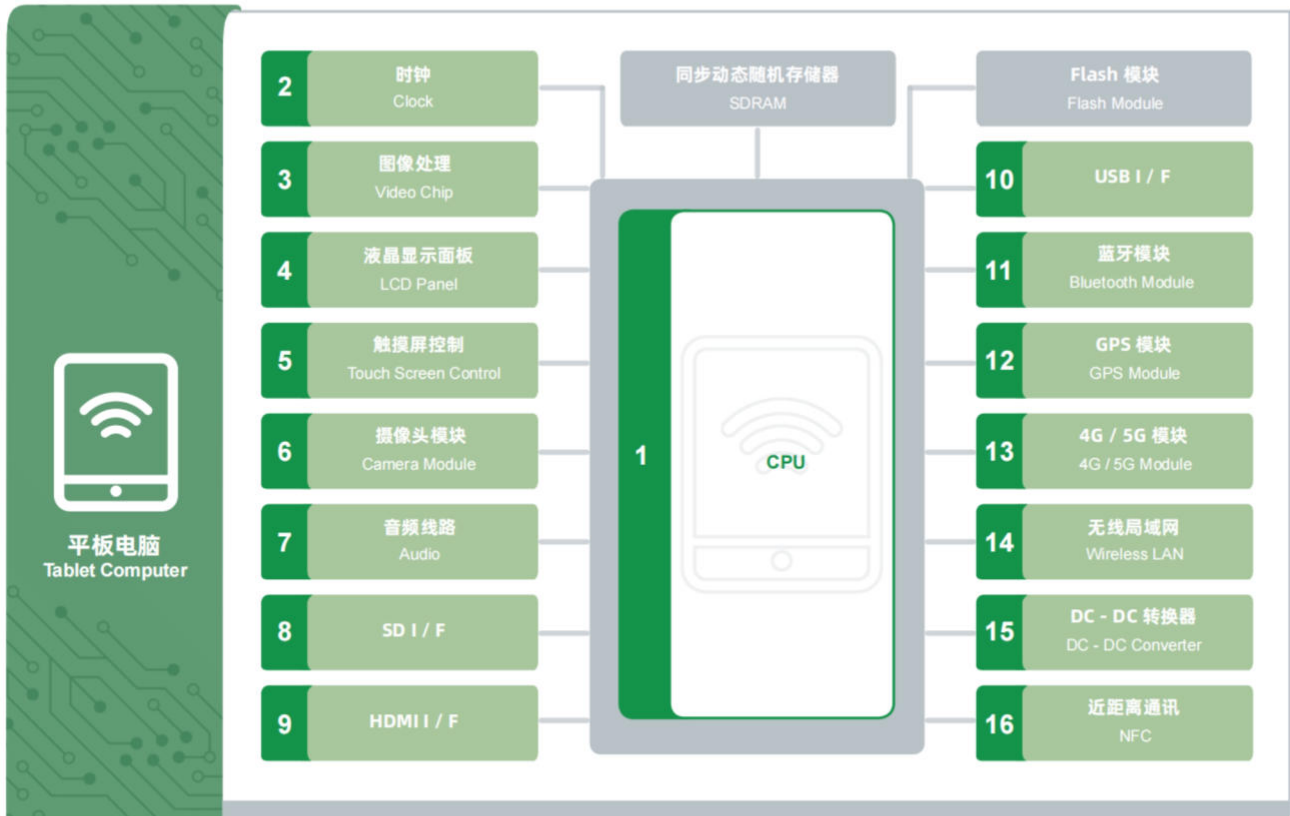 平板电脑
Tablet Computer
2
时钟
Clock
3
图像处理
Video Chip
4
液晶显示面板
LCD Panel
5
触摸屏控制
Touch Screen Control
6
摄像头模块
Camera Module
7
音频线路
Audio
8
SD I / F
9
HDMI I / F
同步动态随机存储器
SDRAM
1
CPU
Flash 模块
Flash Module
10
USB I / F
11
蓝牙模块
Bluetooth Module
12
GPS 模块
GPS Module
13
4G / 5G 模块
4G / 5G Module
14
无线局域网
Wireless LAN
15
DC - DC 转换器
DC - DC Converter
16
近距离通讯
NFC